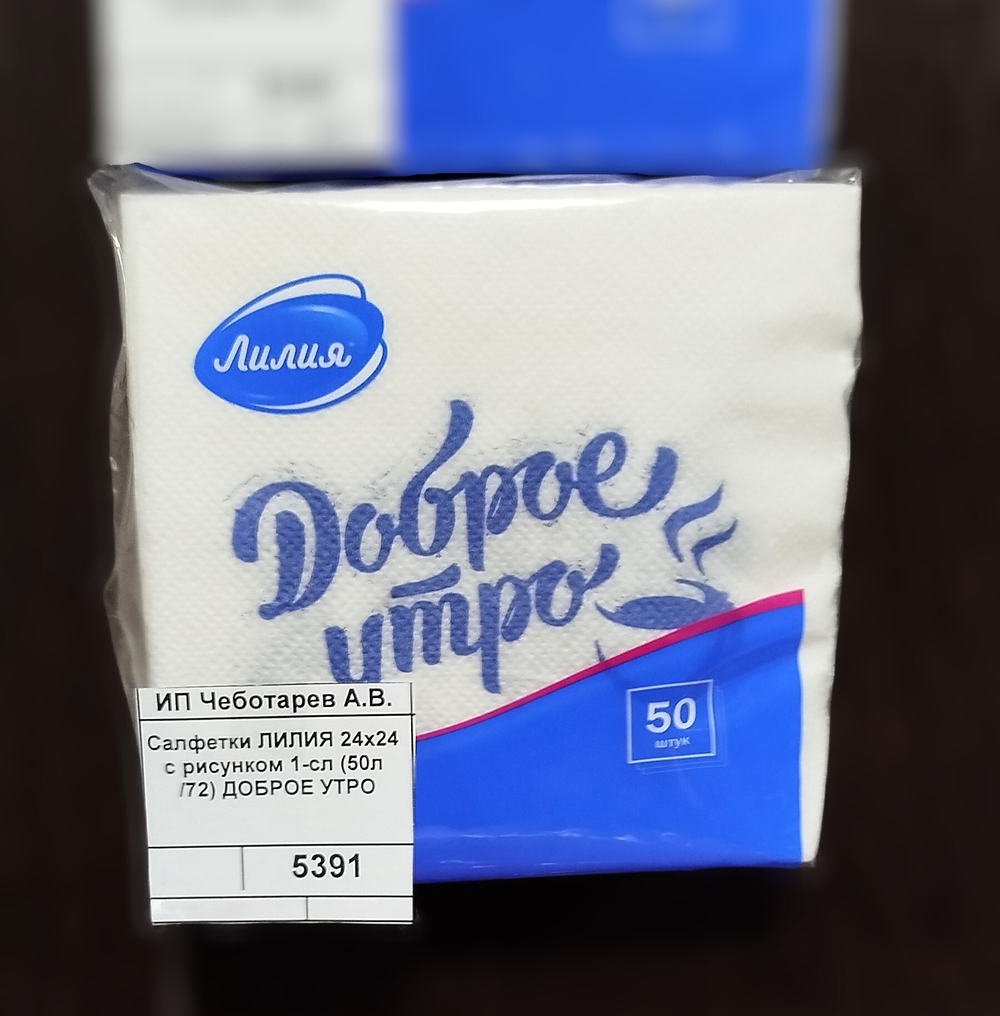 Лилия
Доброе
утро
50
штук
ИП Чеботарев А.В.
Салфетки ЛИЛИЯ 24х24
с рисунком 1-сл (50л
/72) ДОБРОЕ УТРО
5391